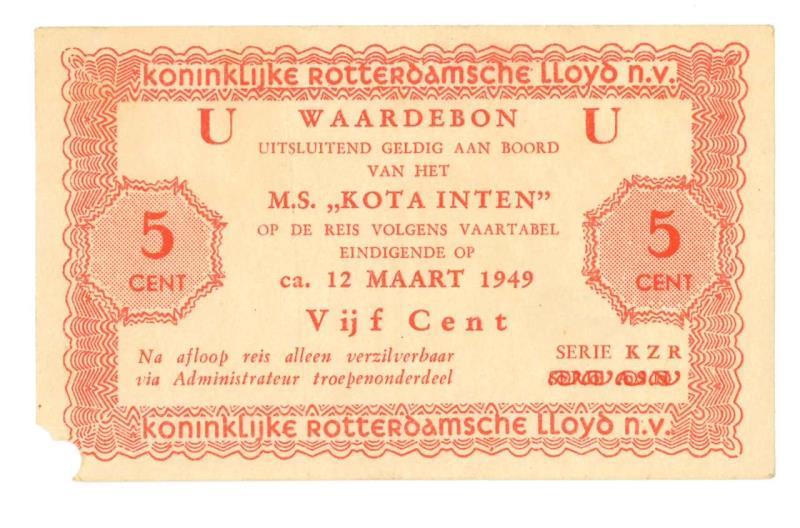 KONINKLIJKE ROTTERDAMSCHE LLOYD N.V.
U WAARDEBON U
UITSLUITEND GELDIG AAN BOORD
VAN HET
M.S. „KOTA INTEN”
OP DE REIS VOLGENS VAARTABEL
EINDIGENDE OP
ca. 12 MAART 1949
Vijf Cent
5
CENT
5
CENT
Na afloop reis alleen verzilverbaar
via Administrateur troepenonderdeel
SERIE KZR
KONINKLIJKE ROTTERDAMSCHE LLOYD N.V.